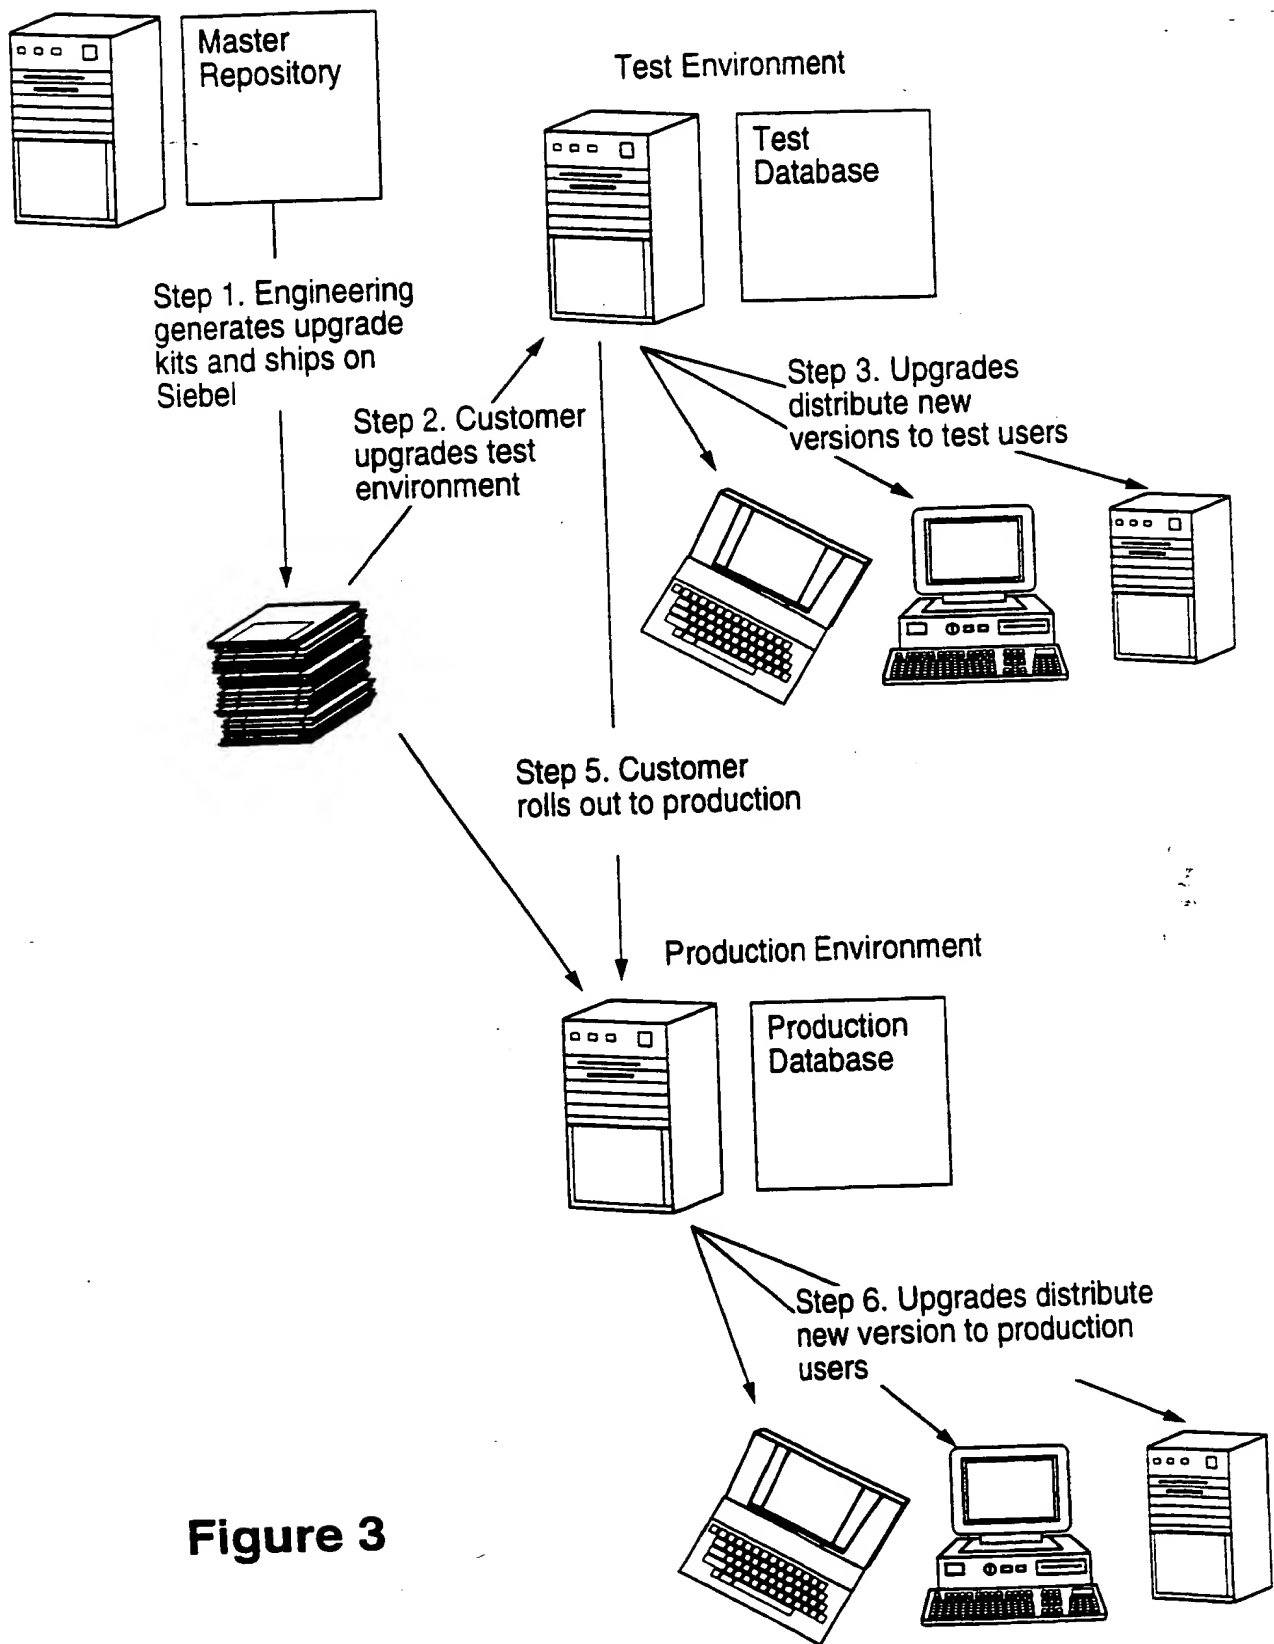 Master
Repository
Test Environment
Test
Database
Step 1. Engineering
generates upgrade
kits and ships on
Siebel
Step 2. Customer
upgrades test
environment
Step 3. Upgrades
distribute new
versions to test users
Step 5. Customer
rolls out to production
Production Environment
Production
Database
Step 6. Upgrades distribute
new version to production
users
Figure 3